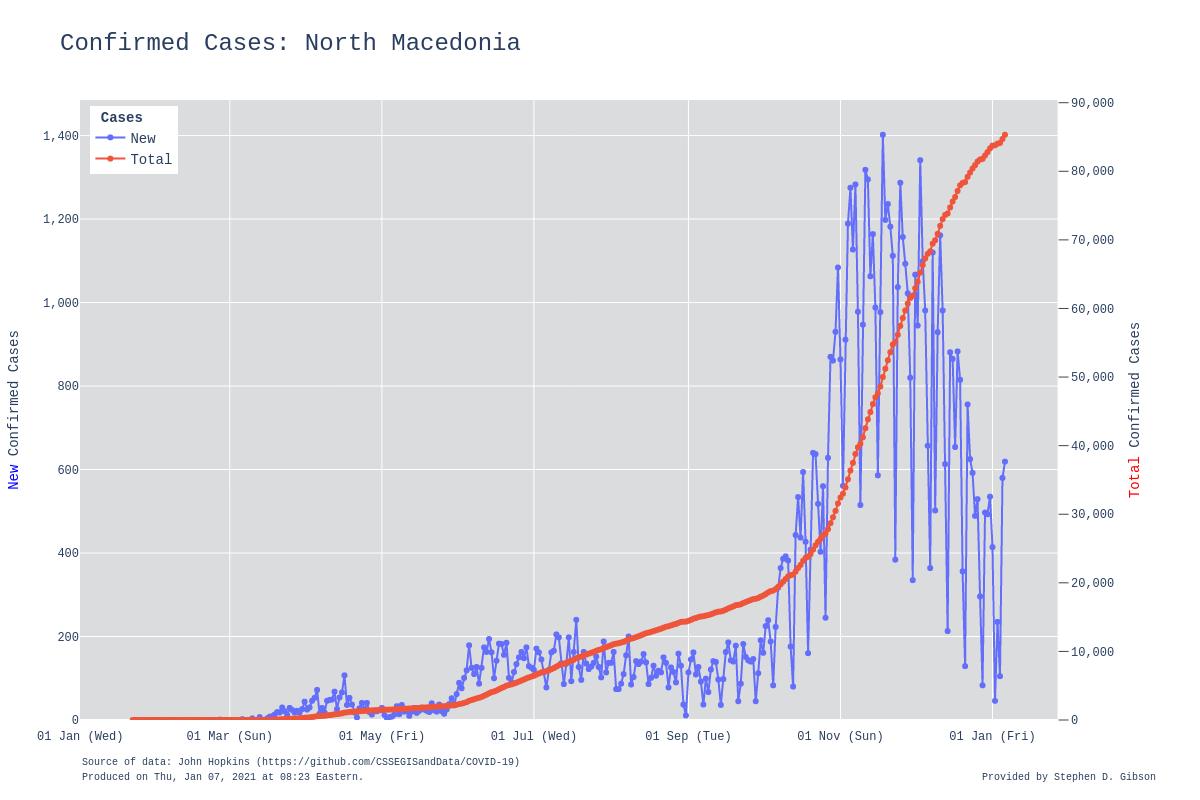 Confirmed Cases: North Macedonia
Cases
New
Total
1,400
1,200
1,000
800
600
400
200
0
New Confirmed Cases
90,000
80,000
70,000
60,000
50,000
40,000
30,000
20,000
10,000
0
Total Confirmed Cases
01 Jan (Wed) 01 Mar (Sun) 01 May (Fri) 01 Jul (Wed) 01 Sep (Tue) 01 Nov (Sun) 01 Jan (Fri)
Source of data: John Hopkins (https://github.com/CSSEGISandData/COVID-19)
Produced on Thu, Jan 07, 2021 at 08:23 Eastern.
Provided by Stephen D. Gibson